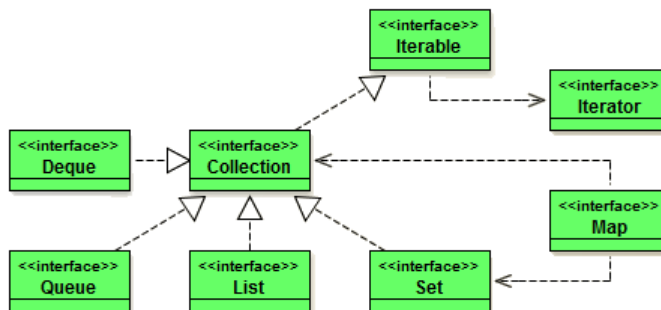 <<interface>>
Iterable
<<interface>>
Iterator
<<interface>>
Deque
<<interface>>
Collection
<<interface>>
Map
<<interface>>
Queue
<<interface>>
List
<<interface>>
Set